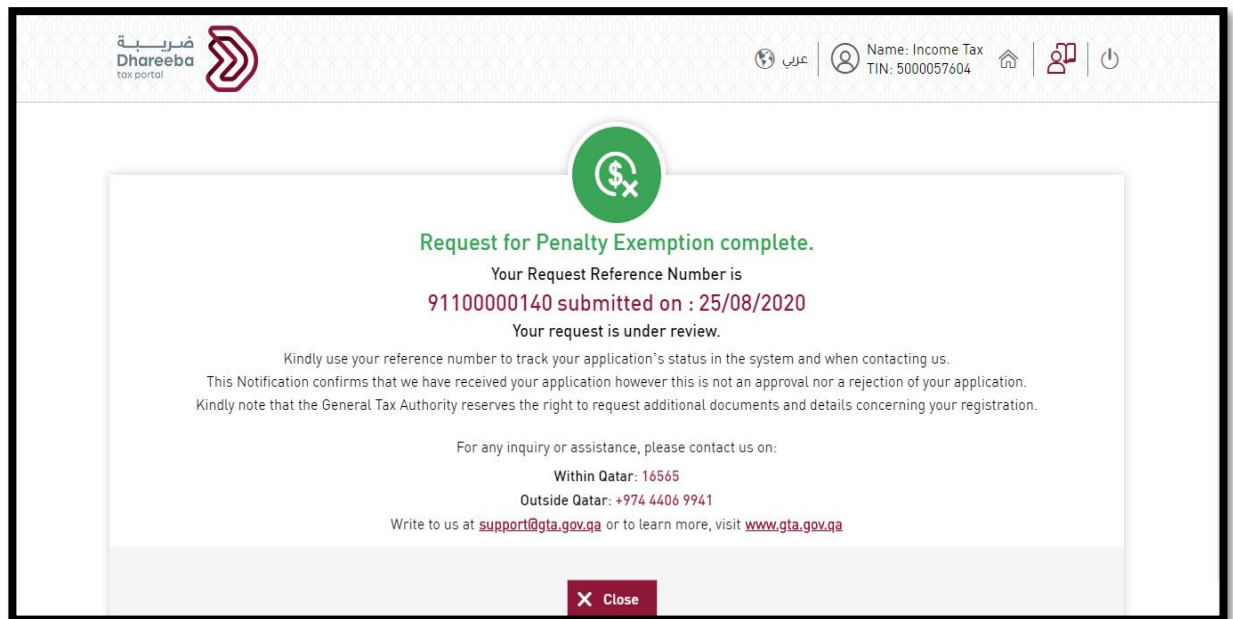 ضريبة
Dhareeba
tax portal
عربي
Name: Income Tax
TIN: 5000057604
Request for Penalty Exemption complete.
Your Request Reference Number is
91100000140 submitted on : 25/08/2020
Your request is under review.
Kindly use your reference number to track your application's status in the system and when contacting us.
This Notification confirms that we have received your application however this is not an approval nor a rejection of your application.
Kindly note that the General Tax Authority reserves the right to request additional documents and details concerning your registration.
For any inquiry or assistance, please contact us on:
Within Qatar: 16565
Outside Qatar: +974 4406 9941
Write to us at support@gta.gov.qa or to learn more, visit www.gta.gov.qa
Close